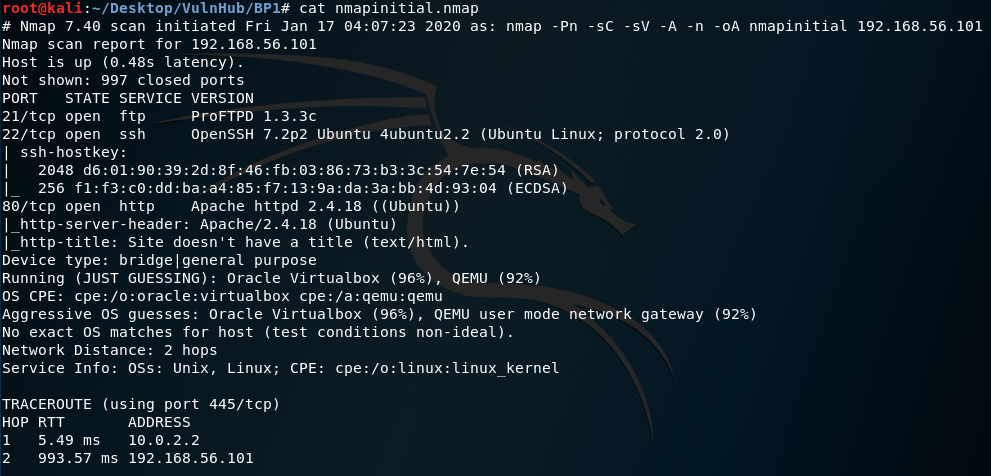 root@kali:~/Desktop/VulnHub/BP1# cat nmapinitial.nmap
# Nmap 7.40 scan initiated Fri Jan 17 04:07:23 2020 as: nmap -Pn -sC -sV -A -n -oA nmapinitial 192.168.56.101
Nmap scan report for 192.168.56.101
Host is up (0.48s latency).
Not shown: 997 closed ports
PORT   STATE SERVICE VERSION
21/tcp open  ftp     ProFTPD 1.3.3c
22/tcp open  ssh     OpenSSH 7.2p2 Ubuntu 4ubuntu2.2 (Ubuntu Linux; protocol 2.0)
| ssh-hostkey:
|   2048 d6:01:90:39:2d:8f:46:fb:03:86:73:b3:3c:54:7e:54 (RSA)
|_  256 f1:f3:c0:dd:ba:a4:85:f7:13:9a:da:3a:bb:4d:93:04 (ECDSA)
80/tcp open  http    Apache httpd 2.4.18 ((Ubuntu))
|_http-server-header: Apache/2.4.18 (Ubuntu)
|_http-title: Site doesn't have a title (text/html).
Device type: bridge|general purpose
Running (JUST GUESSING): Oracle Virtualbox (96%), QEMU (92%)
OS CPE: cpe:/o:oracle:virtualbox cpe:/a:qemu:qemu
Aggressive OS guesses: Oracle Virtualbox (96%), QEMU user mode network gateway (92%)
No exact OS matches for host (test conditions non-ideal).
Network Distance: 2 hops
Service Info: OSs: Unix, Linux; CPE: cpe:/o:linux:linux_kernel

TRACEROUTE (using port 445/tcp)
HOP RTT       ADDRESS
1   5.49 ms   10.0.2.2
2   993.57 ms 192.168.56.101